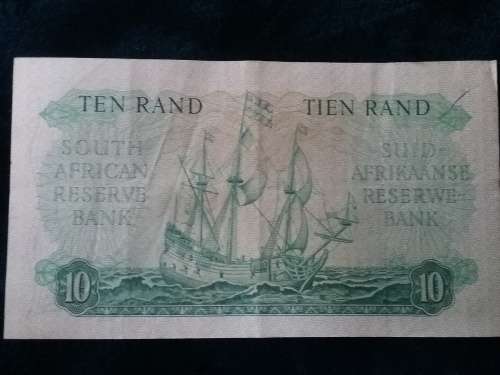 TEN RAND
TIEN RAND
SOUTH
AFRICAN
RESERVE
BANK
SUID-
AFRIKAANSE
RESERWE-
BANK
10
10